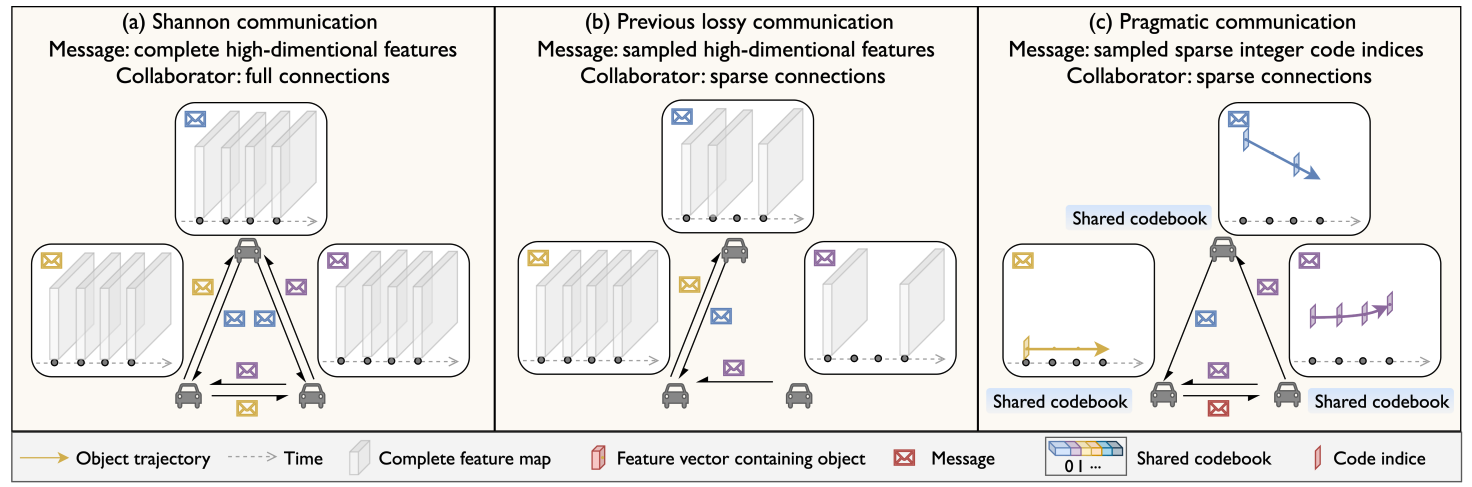 (a) Shannon communication
Message: complete high-dimentional features
Collaborator: full connections
(b) Previous lossy communication
Message: sampled high-dimentional features
Collaborator: sparse connections
(c) Pragmatic communication
Message: sampled sparse integer code indices
Collaborator: sparse connections
Shared codebook
Shared codebook
Shared codebook
Object trajectory
Time
Complete feature map
Feature vector containing object
Message
0 1 ...
Shared codebook
Code indice